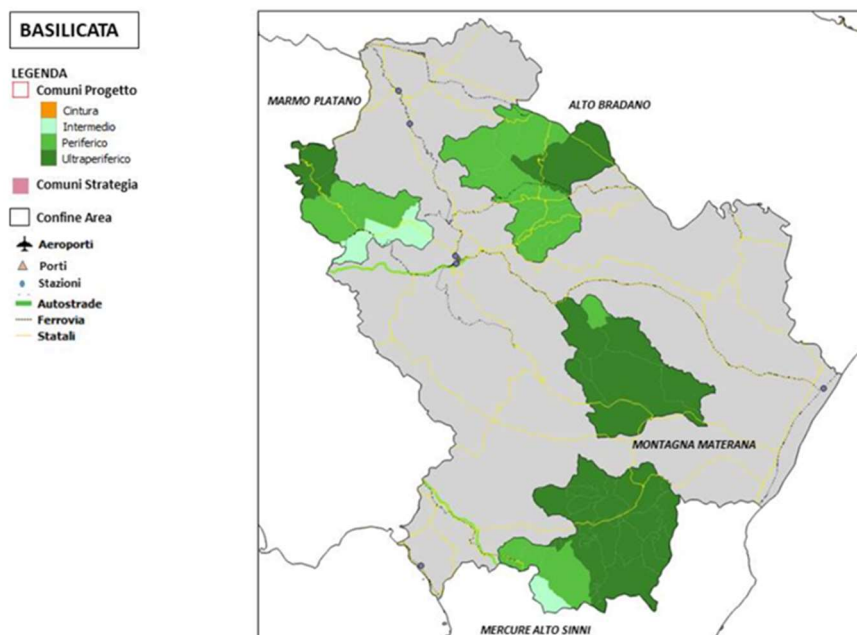 BASILICATA
LEGENDA
Comuni Progetto
Cintura
Intermedio
Periferico
Ultraperiferico
Comuni Strategia
Confine Area
Aeroporti
Porti
Stazioni
Autostrade
Ferrovia
Statali
MARMO PLATANO
ALTO BRADANO
MONTAGNA MATERANA
MERCURE ALTO SINNI